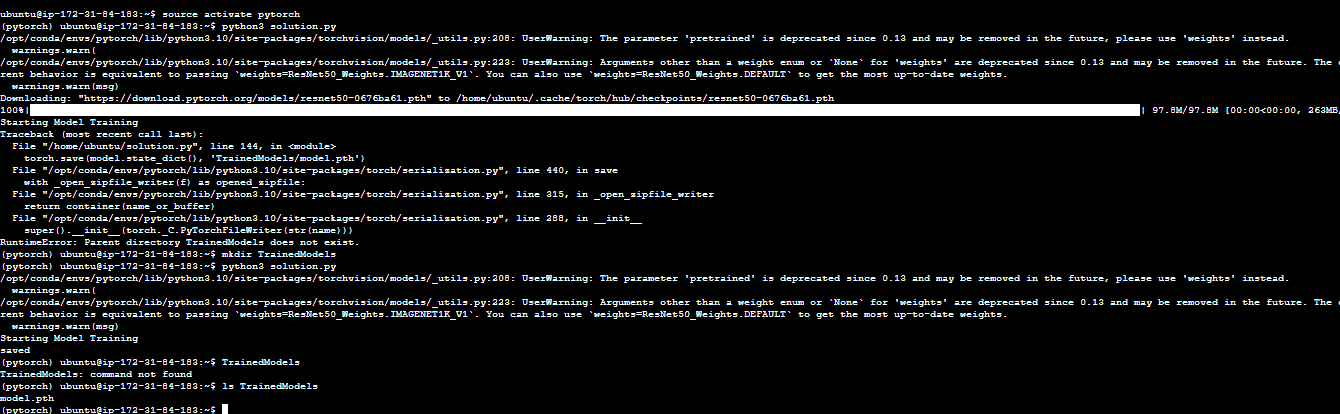 ubuntu@ip-172-31-84-183:~$ source activate pytorch
(pytorch) ubuntu@ip-172-31-84-183:~$ python3 solution.py
/opt/conda/envs/pytorch/lib/python3.10/site-packages/torchvision/models/_utils.py:208: UserWarning: The parameter 'pretrained' is deprecated since 0.13 and may be removed in the future, please use 'weights' instead.
  warnings.warn(
/opt/conda/envs/pytorch/lib/python3.10/site-packages/torchvision/models/_utils.py:223: UserWarning: Arguments other than a weight enum or `None` for 'weights' are deprecated since 0.13 and may be removed in the future. The
rent behavior is equivalent to passing `weights=ResNet50_Weights.IMAGENET1K_V1`. You can also use `weights=ResNet50_Weights.DEFAULT` to get the most up-to-date weights.
  warnings.warn(msg)
Downloading: "https://download.pytorch.org/models/resnet50-0676ba61.pth" to /home/ubuntu/.cache/torch/hub/checkpoints/resnet50-0676ba61.pth
100%| | 97.8M/97.8M [00:00<00:00, 263MB
Starting Model Training
Traceback (most recent call last):
  File "/home/ubuntu/solution.py", line 144, in <module>
    torch.save(model.state_dict(), 'TrainedModels/model.pth')
  File "/opt/conda/envs/pytorch/lib/python3.10/site-packages/torch/serialization.py", line 440, in save
    with _open_zipfile_writer(f) as opened_zipfile:
  File "/opt/conda/envs/pytorch/lib/python3.10/site-packages/torch/serialization.py", line 315, in _open_zipfile_writer
    return container(name_or_buffer)
  File "/opt/conda/envs/pytorch/lib/python3.10/site-packages/torch/serialization.py", line 288, in __init__
    super().__init__(torch._C.PyTorchFileWriter(str(name)))
RuntimeError: Parent directory TrainedModels does not exist.
(pytorch) ubuntu@ip-172-31-84-183:~$ mkdir TrainedModels
(pytorch) ubuntu@ip-172-31-84-183:~$ python3 solution.py
/opt/conda/envs/pytorch/lib/python3.10/site-packages/torchvision/models/_utils.py:208: UserWarning: The parameter 'pretrained' is deprecated since 0.13 and may be removed in the future, please use 'weights' instead.
  warnings.warn(
/opt/conda/envs/pytorch/lib/python3.10/site-packages/torchvision/models/_utils.py:223: UserWarning: Arguments other than a weight enum or `None` for 'weights' are deprecated since 0.13 and may be removed in the future. The
rent behavior is equivalent to passing `weights=ResNet50_Weights.IMAGENET1K_V1`. You can also use `weights=ResNet50_Weights.DEFAULT` to get the most up-to-date weights.
  warnings.warn(msg)
Starting Model Training
saved
(pytorch) ubuntu@ip-172-31-84-183:~$ TrainedModels
TrainedModels: command not found
(pytorch) ubuntu@ip-172-31-84-183:~$ ls TrainedModels
model.pth
(pytorch) ubuntu@ip-172-31-84-183:~$